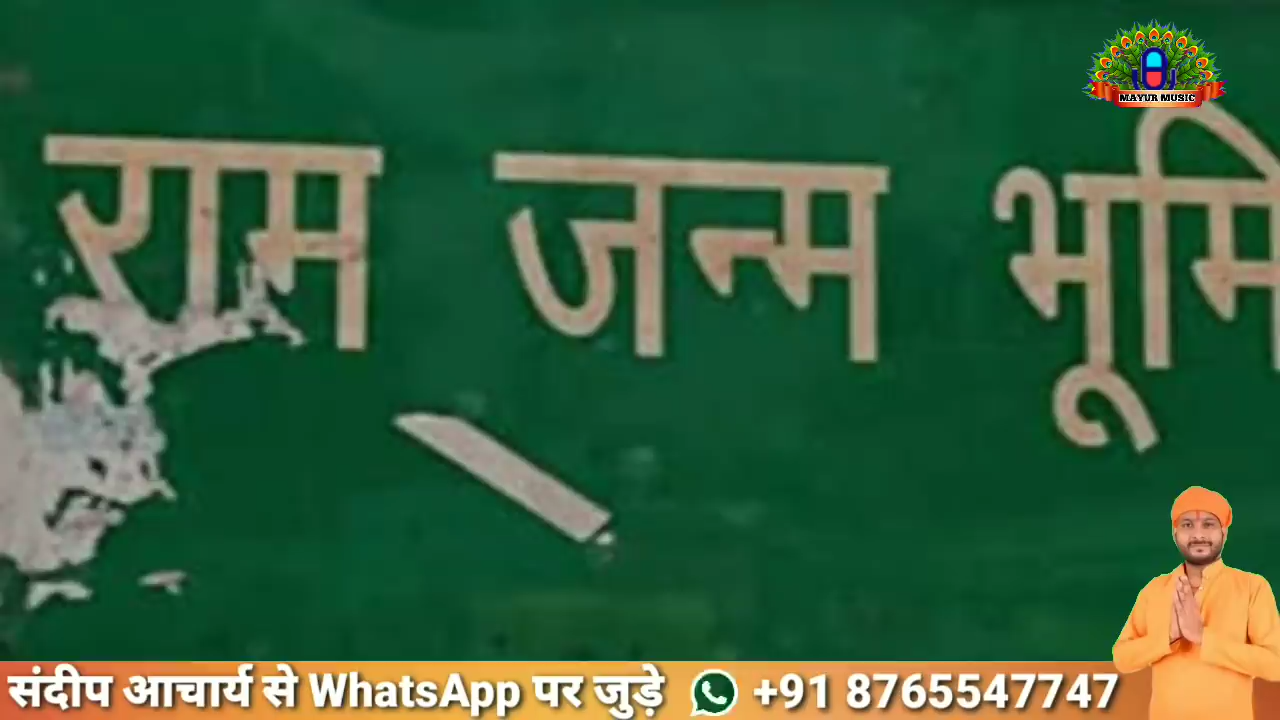 MAYUR MUSIC
राम जन्म भूमि
संदीप आचार्य से WhatsApp पर जुड़े +91 8765547747